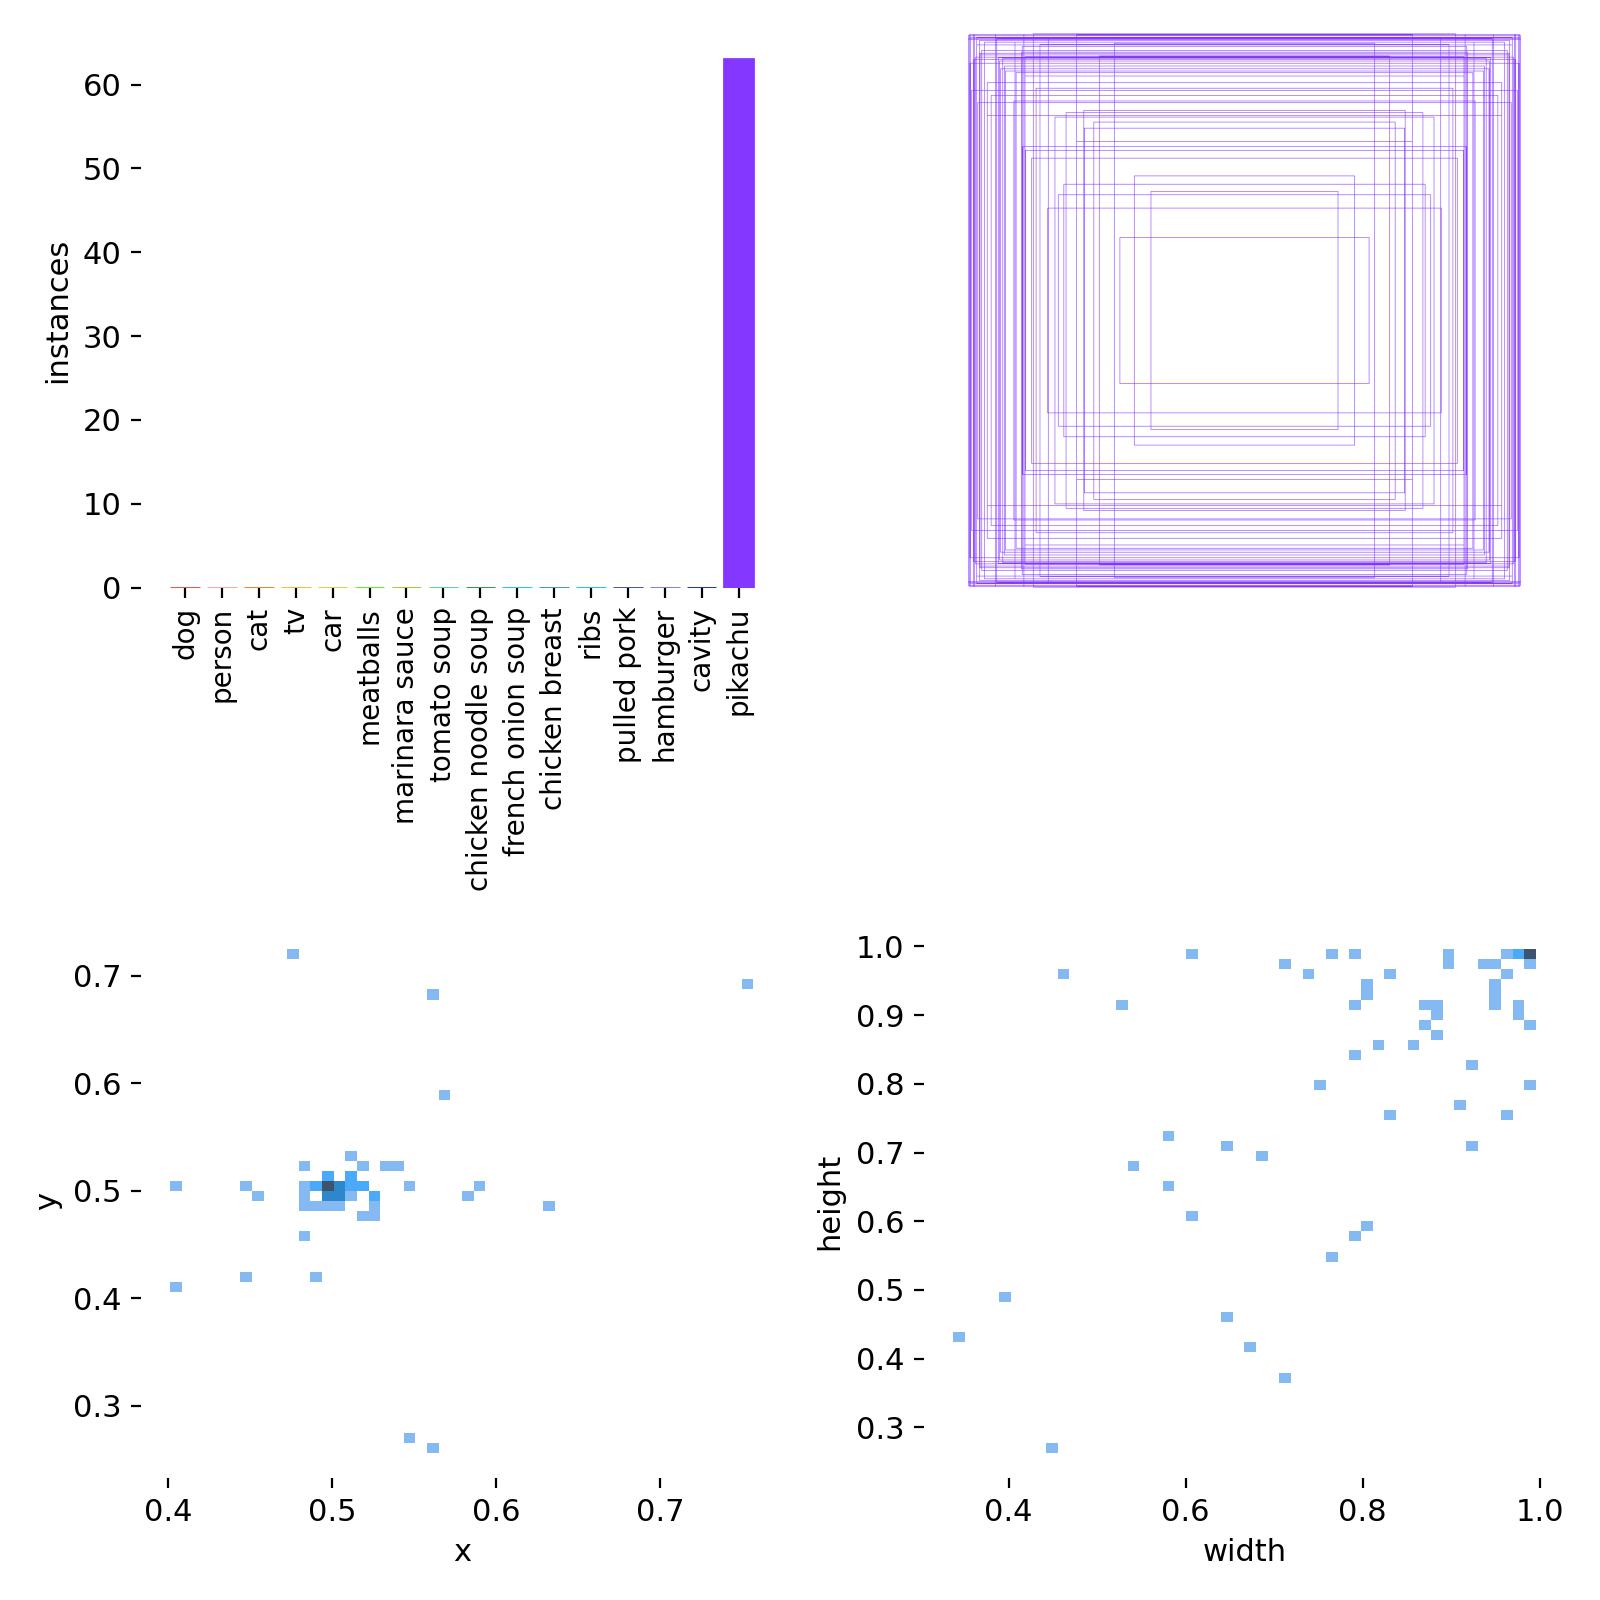 instances
60
50
40
30
20
10
0
dog
person
cat
tv
car
meatballs
marinara sauce
tomato soup
chicken noodle soup
french onion soup
chicken breast
ribs
pulled pork
hamburger
cavity
pikachu
y
0.7
0.6
0.5
0.4
0.3
0.4 0.5 0.6 0.7
x
height
1.0
0.9
0.8
0.7
0.6
0.5
0.4
0.3
0.4 0.6 0.8 1.0
width